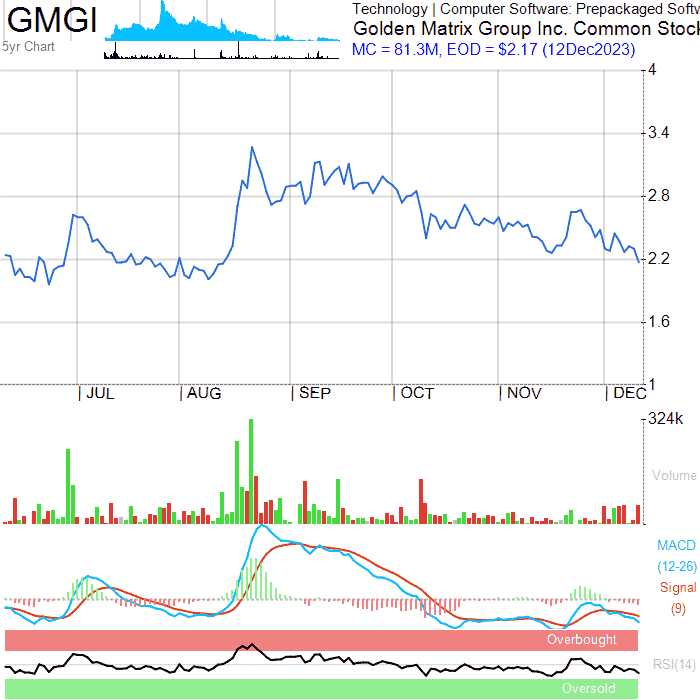 GMGI
5yr Chart
Technology | Computer Software: Prepackaged Softw
Golden Matrix Group Inc. Common Stock
MC = 81.3M, EOD = $2.17 (12Dec2023)
4
3.4
2.8
2.2
1.6
1
| JUL | AUG | SEP | OCT | NOV | DEC
324k
Volume
MACD
(12-26)
Signal
(9)
Overbought
RSI(14)
Oversold